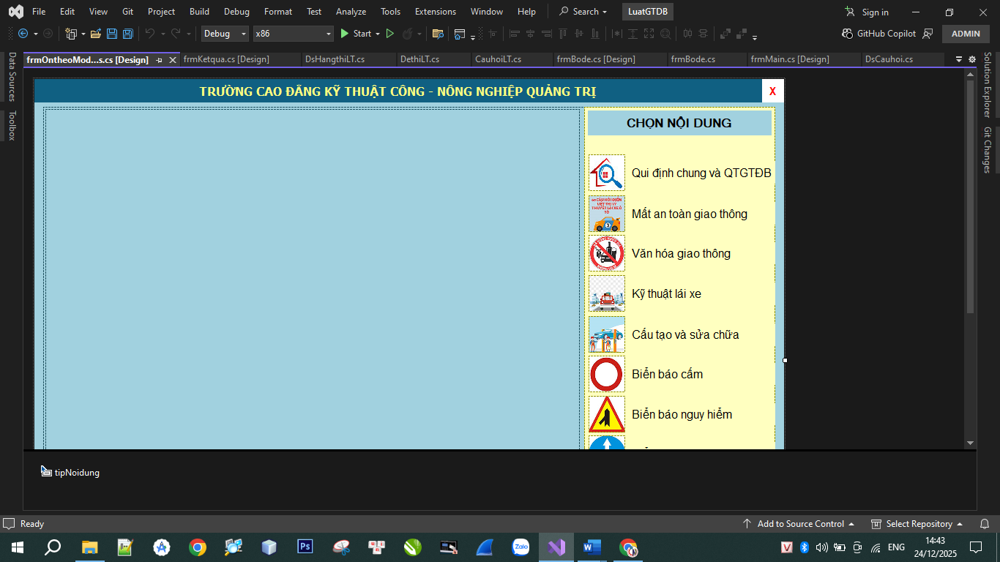 File Edit View Git Project Build Debug Format Test Analyze Tools Extensions Window Help Search LuatGTDB Sign in
Debug x86 Start GitHub Copilot ADMIN
frmOntheoMod...s.cs [Design] frmKetqua.cs [Design] DsHangthiLT.cs DethiLT.cs CauhoiLT.cs frmBode.cs [Design] frmBode.cs frmMain.cs [Design] DsCauhoi.cs
Data Sources
Toolbox
Solution Explorer
Git Changes
TRƯỜNG CAO ĐẲNG KỸ THUẬT CÔNG - NÔNG NGHIỆP QUẢNG TRỊ X
CHỌN NỘI DUNG
Qui định chung và QTGTĐB
Mất an toàn giao thông
Văn hóa giao thông
Kỹ thuật lái xe
Cấu tạo và sửa chữa
Biển báo cấm
Biển báo nguy hiểm
tipNoidung
Ready Add to Source Control Select Repository
Ps Zalo V ENG 14:43
24/12/2025